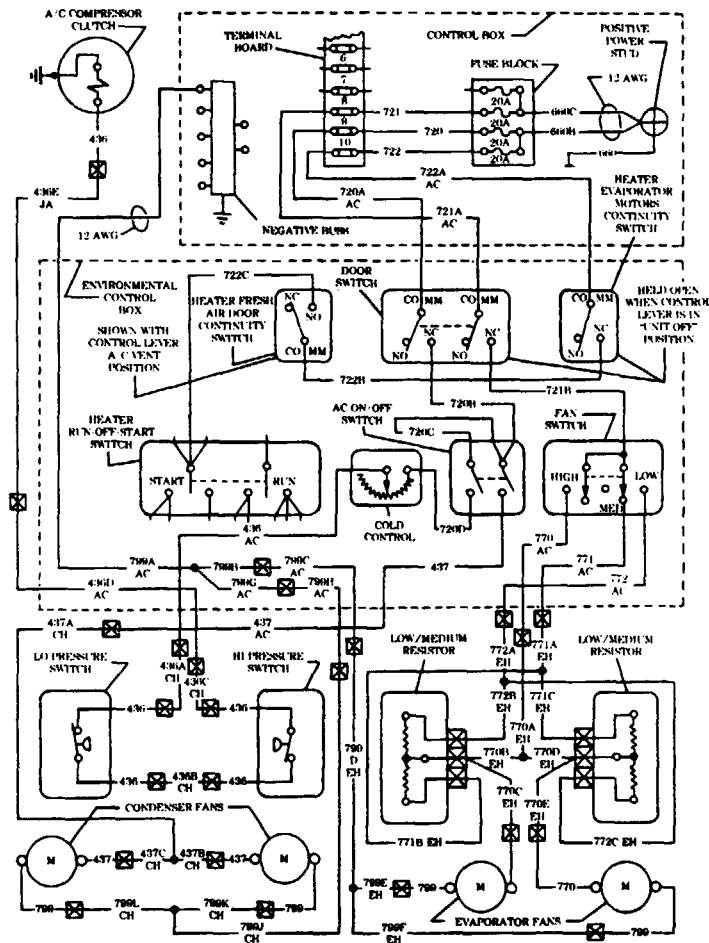 A/C COMPRESSOR
CLUTCH
TERMINAL
BOARD
CONTROL BOX
POSITIVE
POWER
STUD
FUSE BLOCK
12 AWG
6
7
8
9
10
721
720
722
20A
20A
20A
20A
660C
660B
660
436
436E
JA
12 AWG
NEGATIVE BUSS
722A
AC
720A
AC
721A
AC
HEATER
EVAPORATOR
MOTORS
CONTINUITY
SWITCH
ENVIRONMENTAL
CONTROL
BOX
722C
DOOR
SWITCH
HEATER FRESH
AIR DOOR
CONTINUITY
SWITCH
SHOWN WITH
CONTROL LEVER
A/C VENT
POSITION
NC
NO
CO MM
CO MM
CO MM
NC
NC
NO
NO
CO MM
NC
NO
HELD OPEN
WHEN CONTROL
LEVER IS IN
"UNIT OFF"
POSITION
722B
721B
720B
HEATER
RUN-OFF-START
SWITCH
AC ON/OFF
SWITCH
720C
FAN
SWITCH
START
RUN
HIGH
LOW
MED
COLD
CONTROL
720D
436
AC
770
AC
771
AC
772
AC
799A
AC
799B
799C
AC
437
799G
AC
799H
AC
436D
AC
437A
CH
437
AC
LO PRESSURE
SWITCH
436A
CH
436C
CH
HI PRESSURE
SWITCH
LOW/MEDIUM
RESISTOR
772A
EH
771A
EH
LOW/MEDIUM
RESISTOR
772B
EH
771C
EH
436
436
436
436B
CH
436
799
D
EH
770A
EH
770B
EH
770D
EH
770C
EH
770E
EH
771B EH
772C EH
CONDENSER FANS
M
437
437C
CH
437B
CH
437
M
799
799L
CH
799K
CH
799
799J
CH
799E
EH
799
M
770
M
EVAPORATOR FANS
799F
EH
799